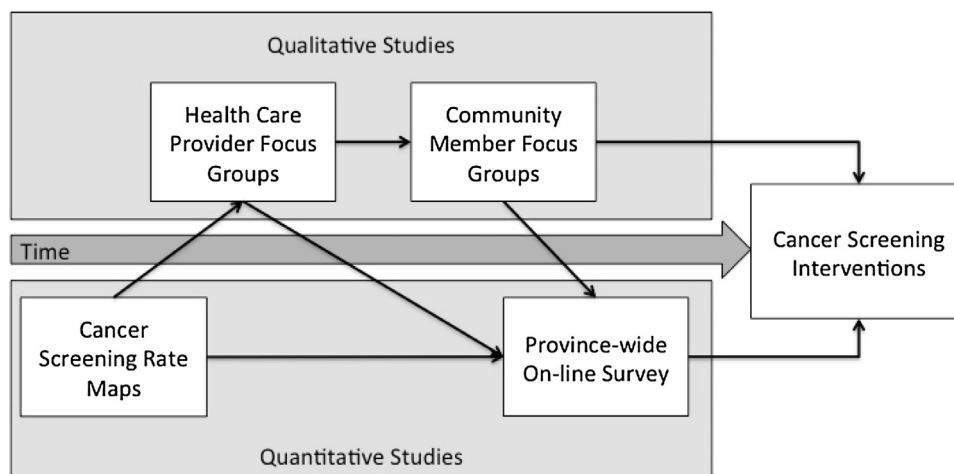 Qualitative Studies
Health Care
Provider Focus
Groups
Community
Member Focus
Groups
Time
Cancer Screening
Interventions
Cancer
Screening Rate
Maps
Province-wide
On-line Survey
Quantitative Studies